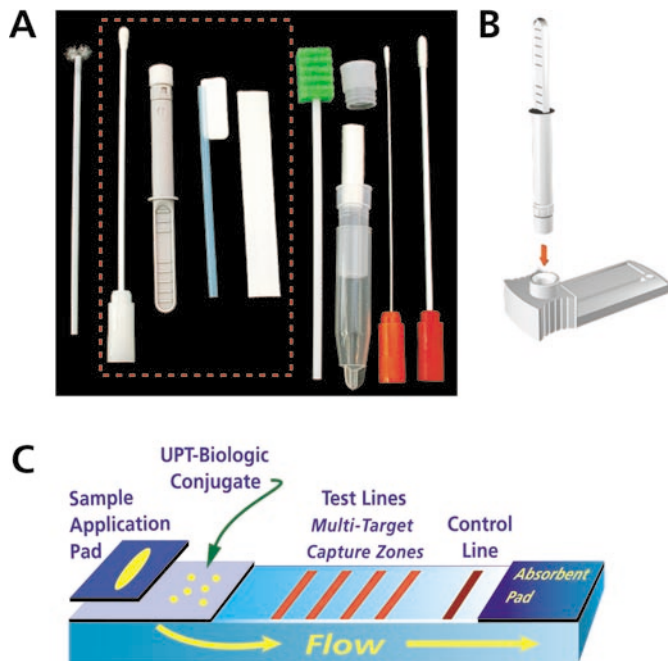 A
B
C
UPT-Biologic
Conjugate
Sample
Application
Pad
Test Lines
Multi-Target
Capture Zones
Control
Line
Absorbent
Pad
Flow